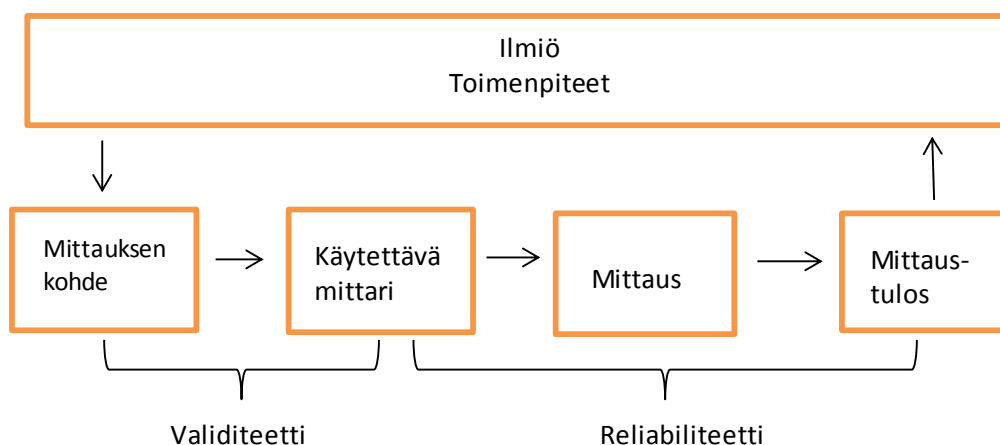 Ilmiö
Toimenpiteet
Mittauksen
kohde
Käytettävä
mittari
Mittaus
Mittaus-
tulos
Validiteetti
Reliabiliteetti